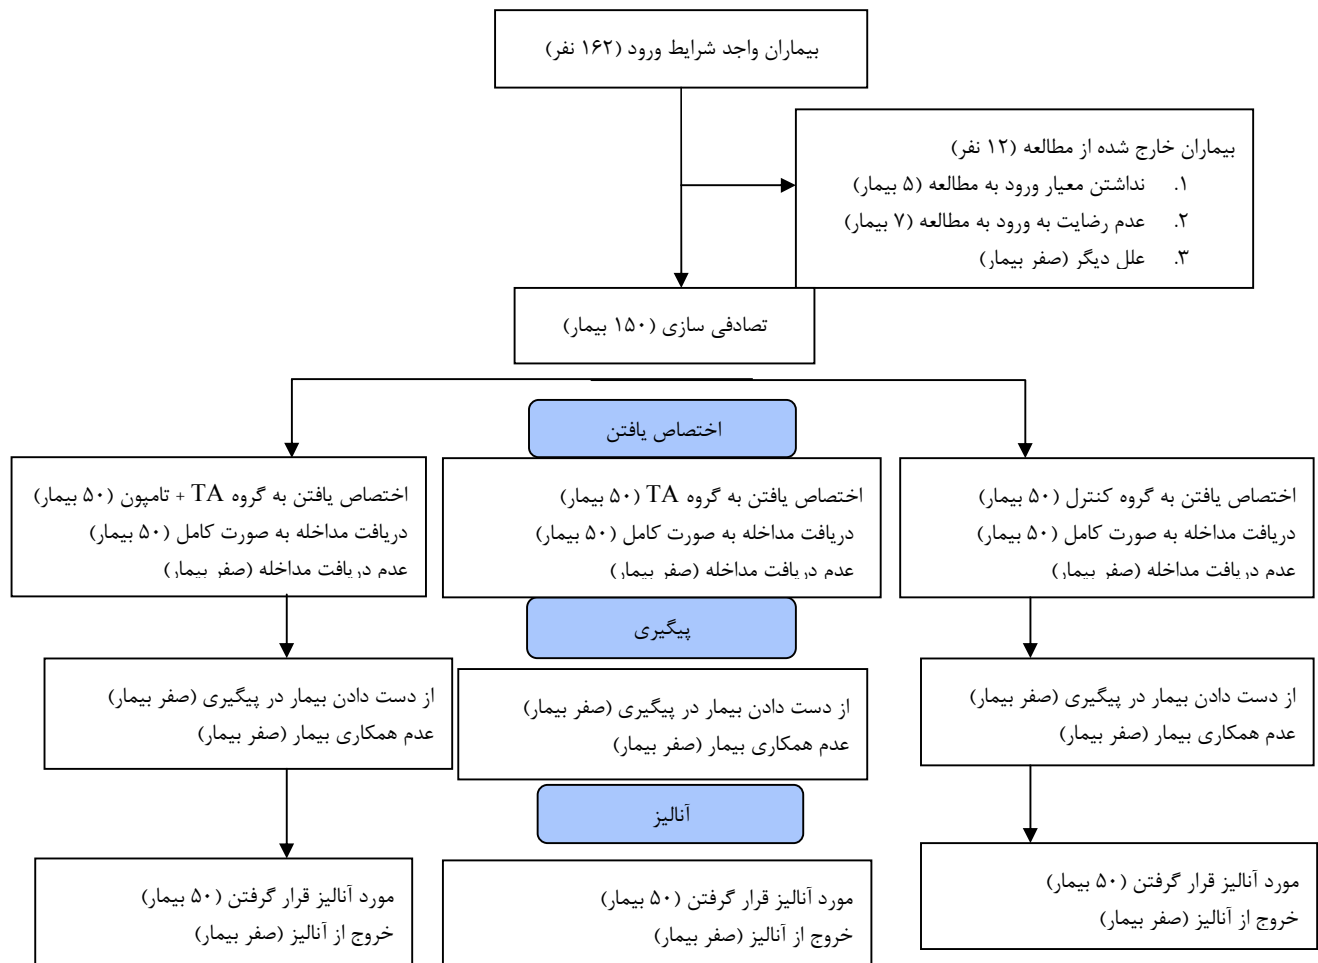 بیماران واجد شرایط ورود (۱۶۲ نفر)
بیماران خارج شده از مطالعه (۱۲ نفر)
۱. نداشتن معیار ورود به مطالعه (۵ بیمار)
۲. عدم رضایت به ورود به مطالعه (۷ بیمار)
۳. علل دیگر (صفر بیمار)
تصادفی سازی (۱۵۰ بیمار)
اختصاص یافتن
اختصاص یافتن به گروه کنترل (۵۰ بیمار)
دریافت مداخله به صورت کامل (۵۰ بیمار)
عدم دریافت مداخله (صفر بیمار)
اختصاص یافتن به گروه TA (۵۰ بیمار)
دریافت مداخله به صورت کامل (۵۰ بیمار)
عدم دریافت مداخله (صفر بیمار)
اختصاص یافتن به گروه TA + تامپون (۵۰ بیمار)
دریافت مداخله به صورت کامل (۵۰ بیمار)
عدم دریافت مداخله (صفر بیمار)
پیگیری
از دست دادن بیمار در پیگیری (صفر بیمار)
عدم همکاری بیمار (صفر بیمار)
از دست دادن بیمار در پیگیری (صفر بیمار)
عدم همکاری بیمار (صفر بیمار)
از دست دادن بیمار در پیگیری (صفر بیمار)
عدم همکاری بیمار (صفر بیمار)
آنالیز
مورد آنالیز قرار گرفتن (۵۰ بیمار)
خروج از آنالیز (صفر بیمار)
مورد آنالیز قرار گرفتن (۵۰ بیمار)
خروج از آنالیز (صفر بیمار)
مورد آنالیز قرار گرفتن (۵۰ بیمار)
خروج از آنالیز (صفر بیمار)